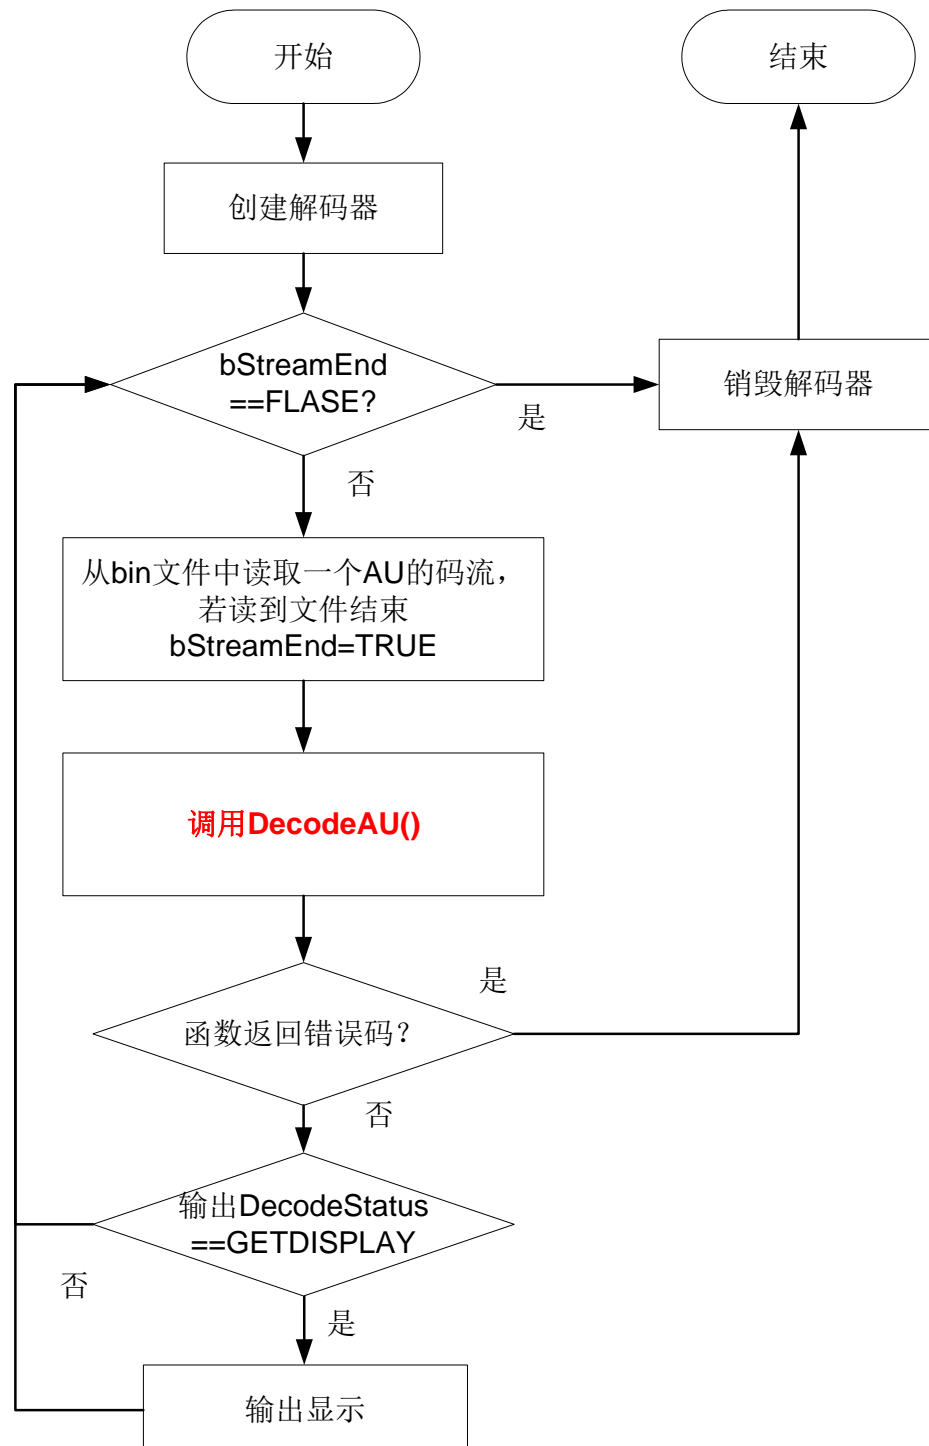 开始
结束
创建解码器
bStreamEnd
==FLASE?
销毁解码器
是
否
从bin文件中读取一个AU的码流，
若读到文件结束
bStreamEnd=TRUE
调用DecodeAU()
是
函数返回错误码？
否
输出DecodeStatus
==GETDISPLAY
否
是
输出显示